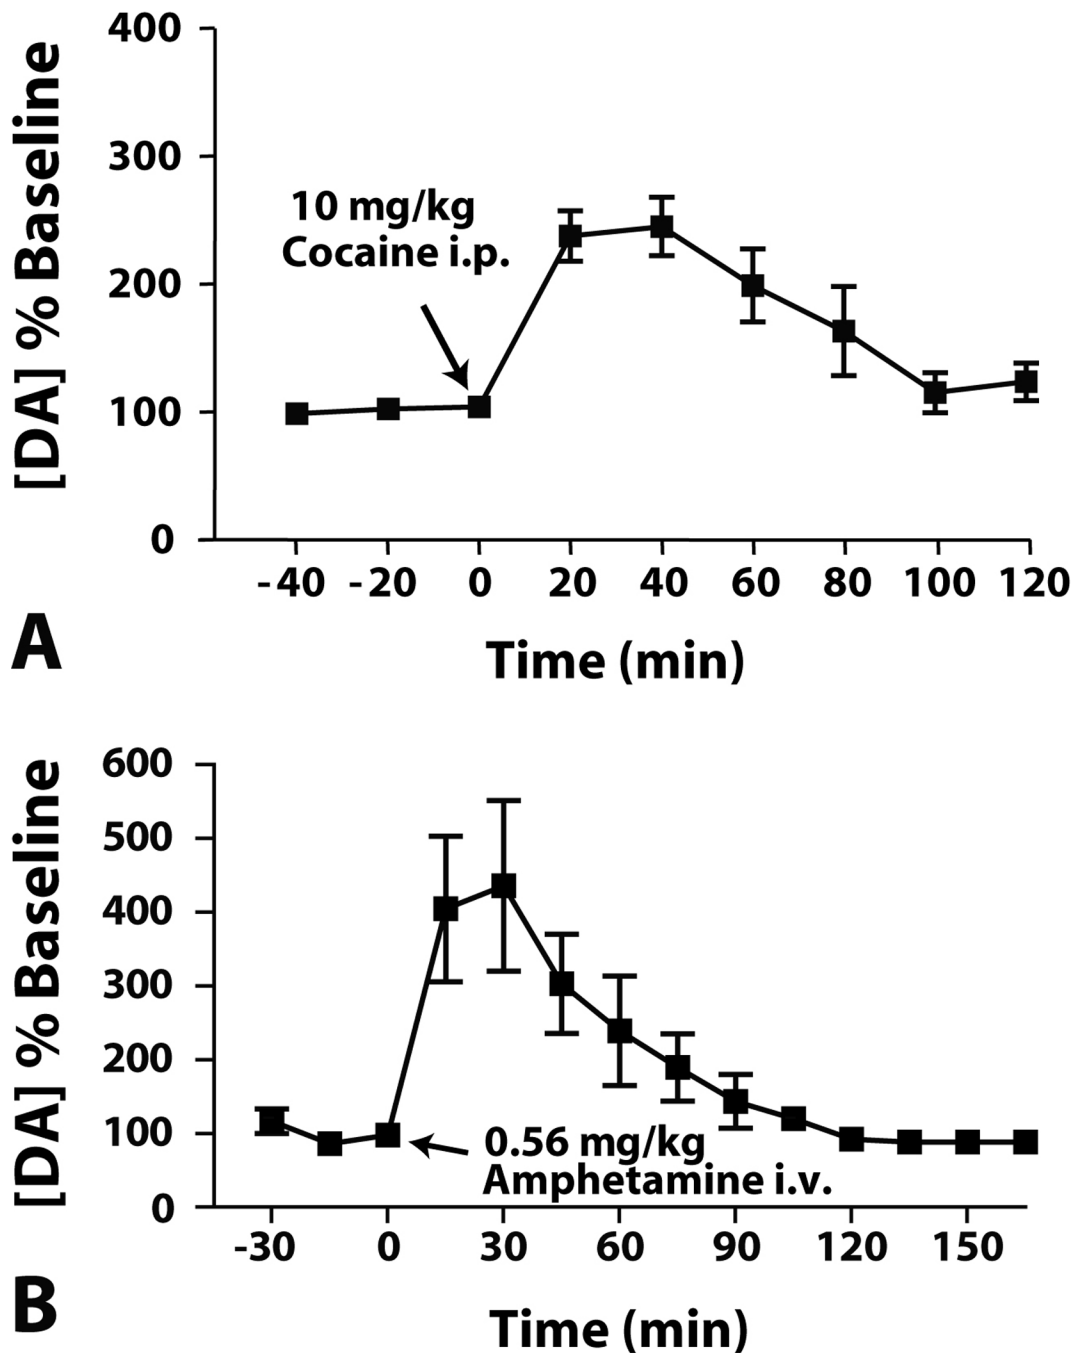 [DA] % Baseline
400
300
200
100
0
10 mg/kg
Cocaine i.p.
-40 -20 0 20 40 60 80 100 120
Time (min)
A
[DA] % Baseline
600
500
400
300
200
100
0
0.56 mg/kg
Amphetamine i.v.
-30 0 30 60 90 120 150
Time (min)
B